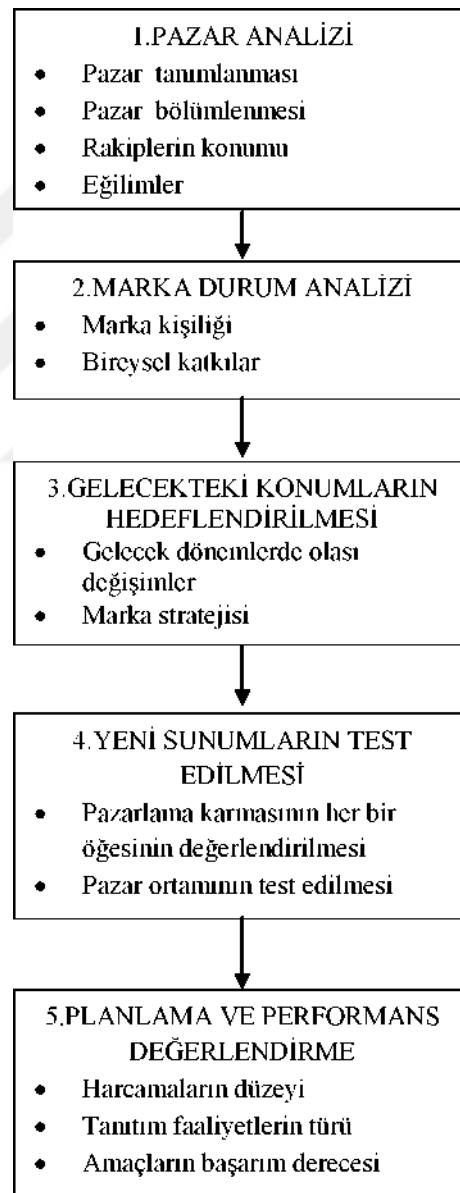 1.PAZAR ANALİZİ
• Pazar tanımlanması
• Pazar bölümlenmesi
• Rakiplerin konumu
• Eğilimler
2.MARKA DURUM ANALİZİ
• Marka kişiliği
• Bireysel katkılar
3.GELECEKTEKİ KONUMLARIN
HEDEFLENDİRİLMESİ
• Gelecek dönemlerde olası
değişimler
• Marka stratejisi
4.YENİ SUNUMLARIN TEST
EDİLMESİ
• Pazarlama karmasının her bir
öğesinin değerlendirilmesi
• Pazar ortamının test edilmesi
5.PLANLAMA VE PERFORMANS
DEĞERLENDİRME
• Harcamaların düzeyi
• Tanıtım faaliyetlerin türü
• Amaçların başarım derecesi